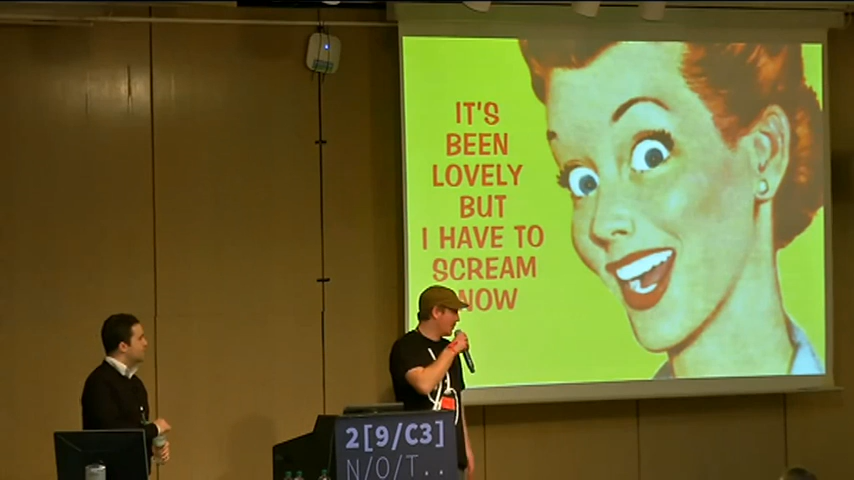 IT'S
BEEN
LOVELY
BUT
I HAVE TO
SCREAM
NOW
2[9/C3]
N/O/T..